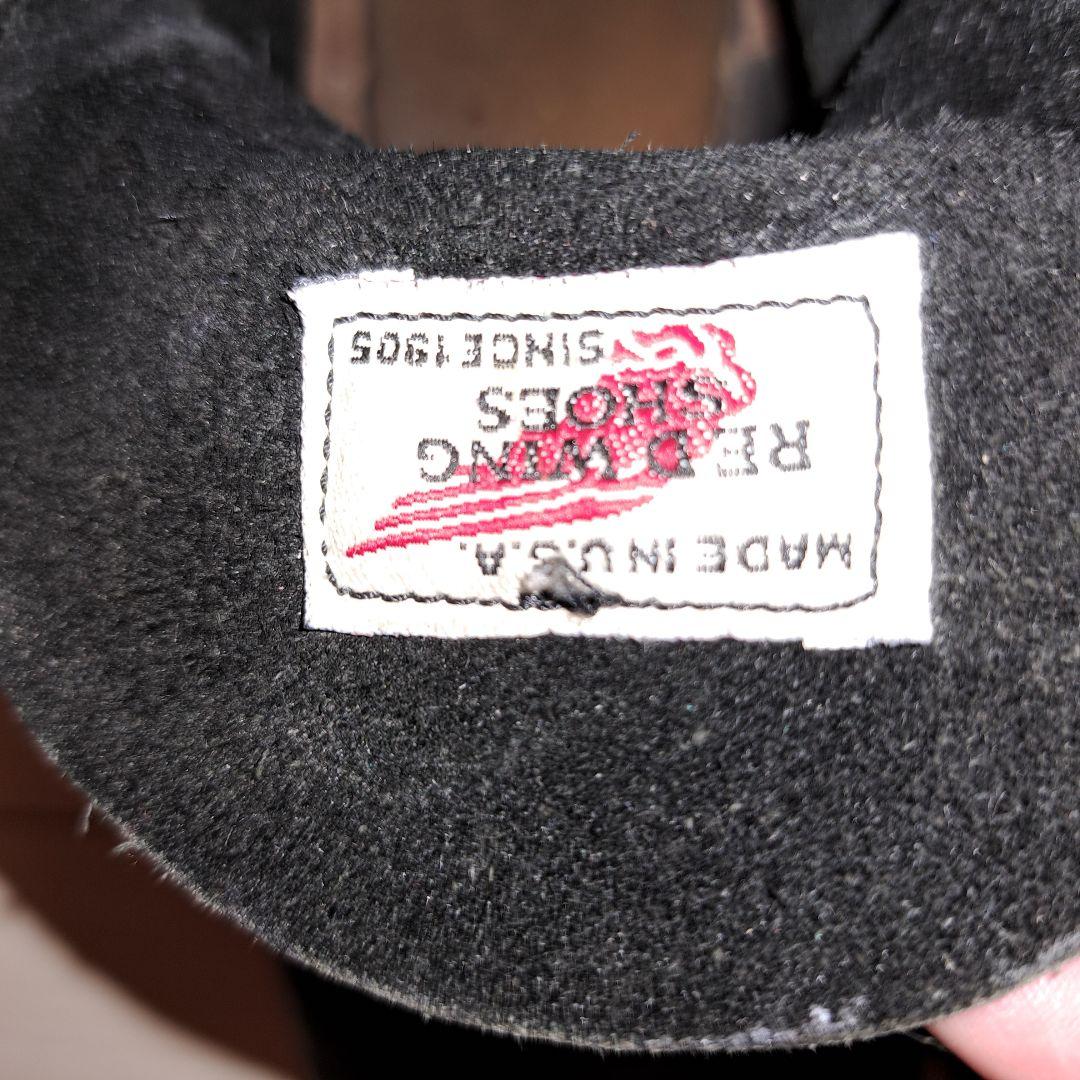 MADE IN U.S.A.
RED WING
SHOES
SINCE 1905